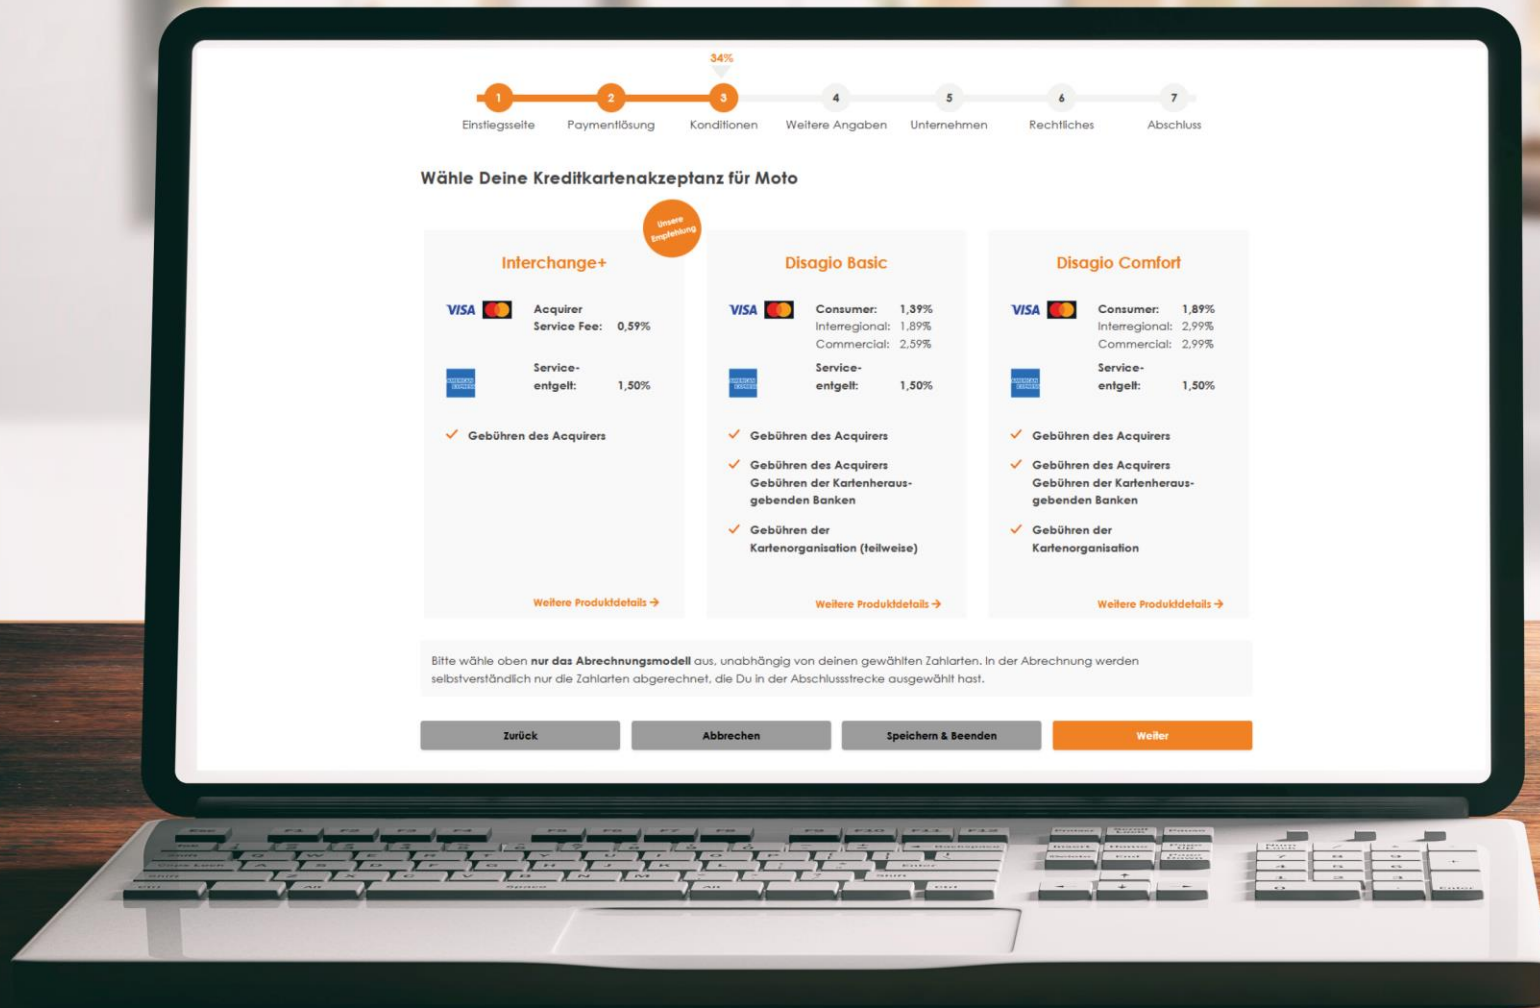 34%
1 2 3 4 5 6 7
Einstiegsseite Paymentlösung Konditionen Weitere Angaben Unternehmen Rechtliches Abschluss
Wähle Deine Kreditkartenakzeptanz für Moto
Unsere
Empfehlung
Interchange+
VISA
Acquirer
Service Fee: 0,59%
AMERICAN
EXPRESS
Service-
entgelt: 1,50%
Gebühren des Acquirers
Weitere Produktdetails →
Disagio Basic
VISA
Consumer: 1,39%
Interregional: 1,89%
Commercial: 2,59%
AMERICAN
EXPRESS
Service-
entgelt: 1,50%
Gebühren des Acquirers
Gebühren des Acquirers
Gebühren der Kartenheraus-
gebenden Banken
Gebühren der
Kartenorganisation (teilweise)
Weitere Produktdetails →
Disagio Comfort
VISA
Consumer: 1,89%
Interregional: 2,99%
Commercial: 2,99%
AMERICAN
EXPRESS
Service-
entgelt: 1,50%
Gebühren des Acquirers
Gebühren des Acquirers
Gebühren der Kartenheraus-
gebenden Banken
Gebühren der
Kartenorganisation
Weitere Produktdetails →
Bitte wähle oben nur das Abrechnungsmodell aus, unabhängig von deinen gewählten Zahlarten. In der Abrechnung werden
selbstverständlich nur die Zahlarten abgerechnet, die Du in der Abschlussstrecke ausgewählt hast.
Zurück Abbrechen Speichern & Beenden Weiter